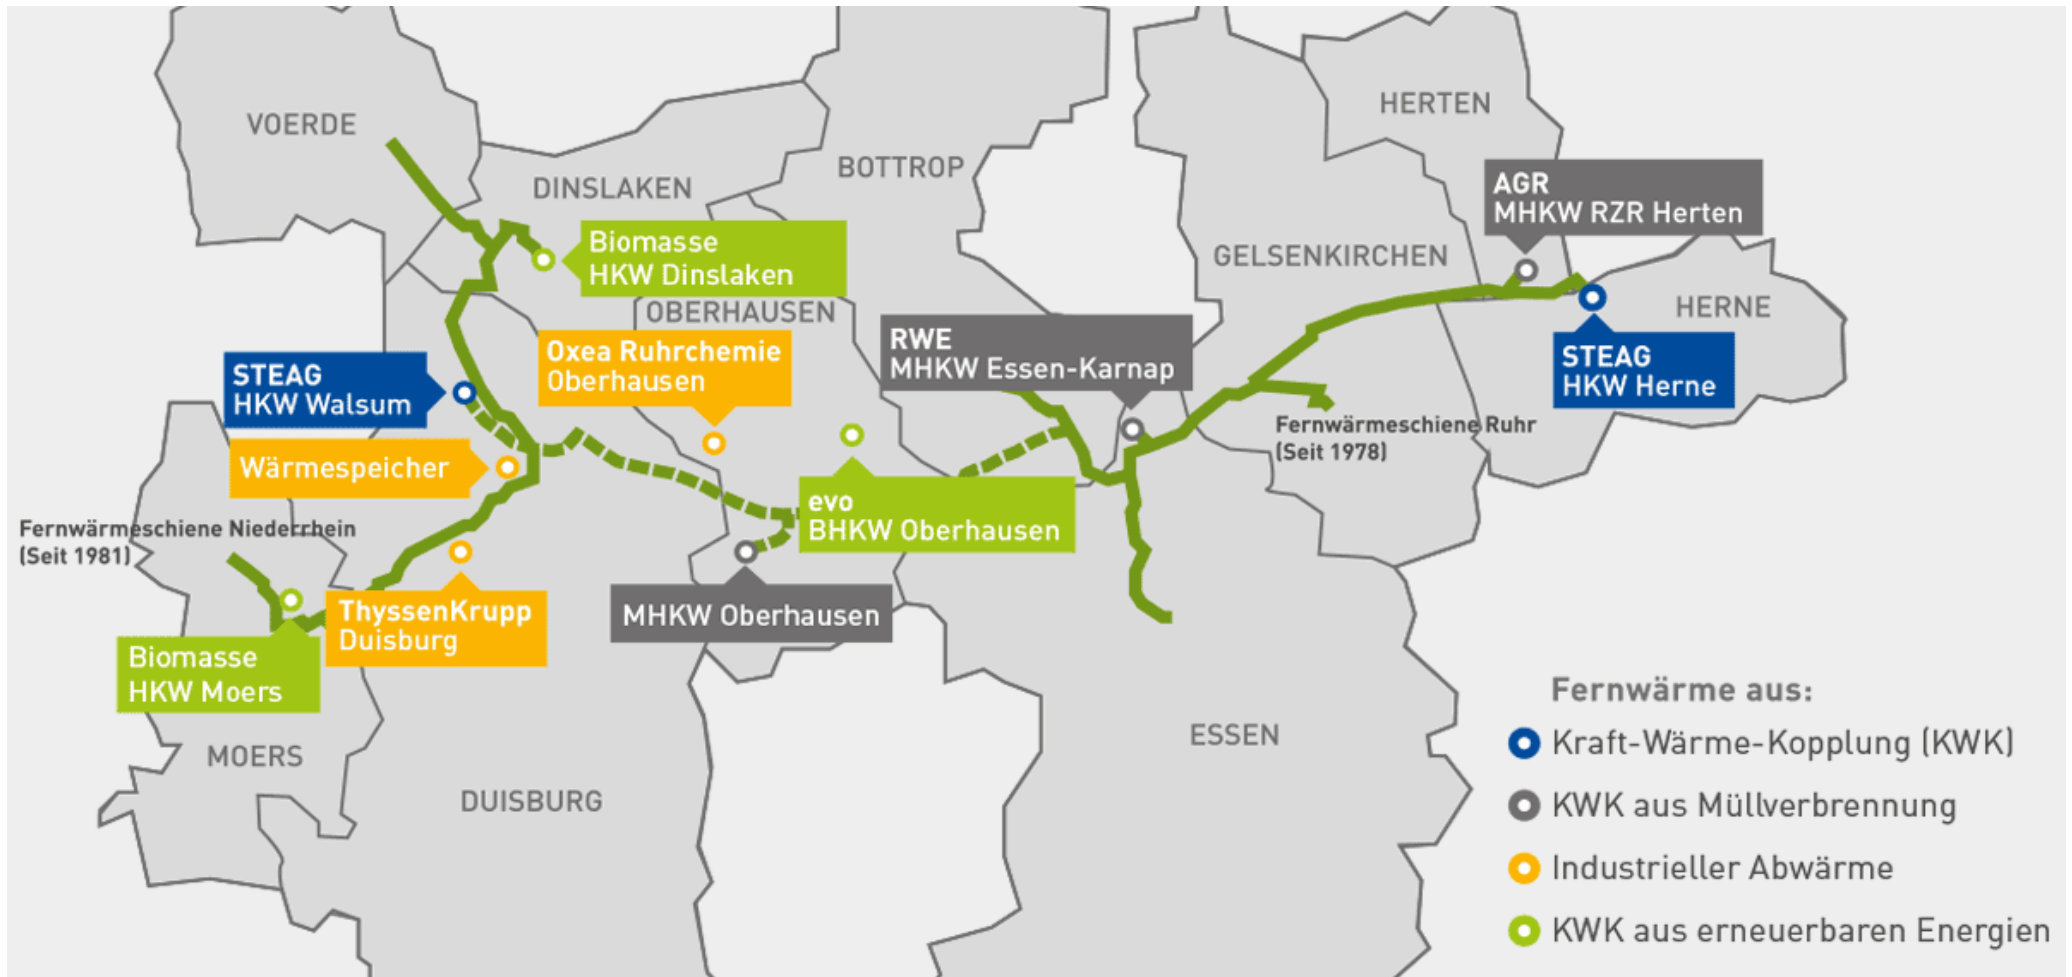 VOERDE
HERTEN
DINSLAKEN
BOTTROP
AGR
MHKW RZR Herten
Biomasse
HKW Dinslaken
GELSENKIRCHEN
OBERHAUSEN
HERNE
RWE
MHKW Essen-Karnap
Oxea Ruhrchemie
Oberhausen
STEAG
HKW Walsum
STEAG
HKW Herne
Fernwärmeschiene Ruhr
(Seit 1978)
Wärmespeicher
evo
BHKW Oberhausen
Fernwärmeschiene Niederrhein
(Seit 1981)
ThyssenKrupp
Duisburg
MHKW Oberhausen
Biomasse
HKW Moers
MOERS
DUISBURG
ESSEN
Fernwärme aus:
Kraft-Wärme-Kopplung (KWK)
KWK aus Müllverbrennung
Industrieller Abwärme
KWK aus erneuerbaren Energien